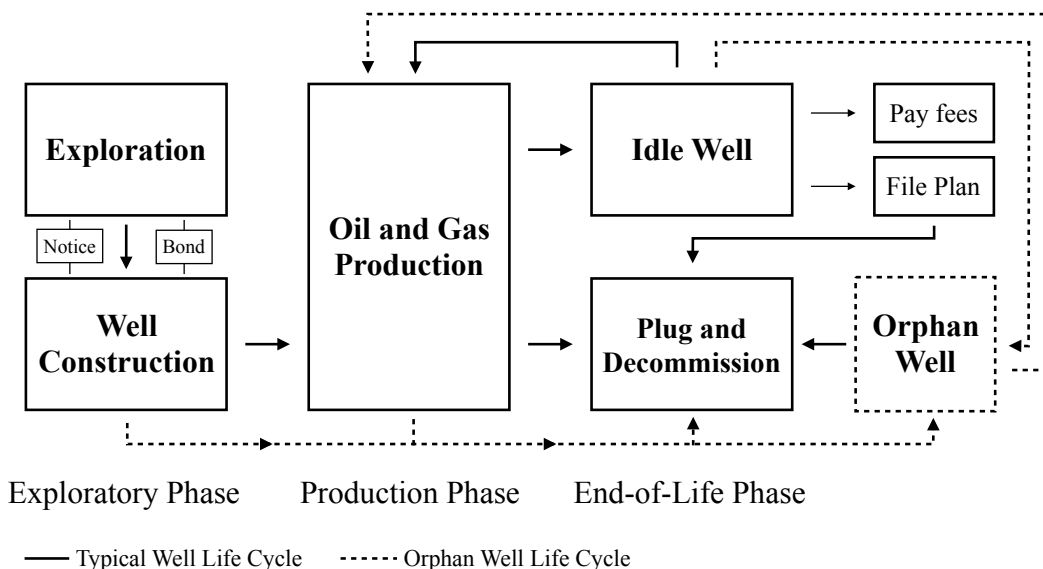 Exploration
Notice
Bond
Well
Construction
Oil and Gas
Production
Idle Well
Pay fees
File Plan
Plug and
Decommission
Orphan
Well
Exploratory Phase
Production Phase
End-of-Life Phase
Typical Well Life Cycle
Orphan Well Life Cycle